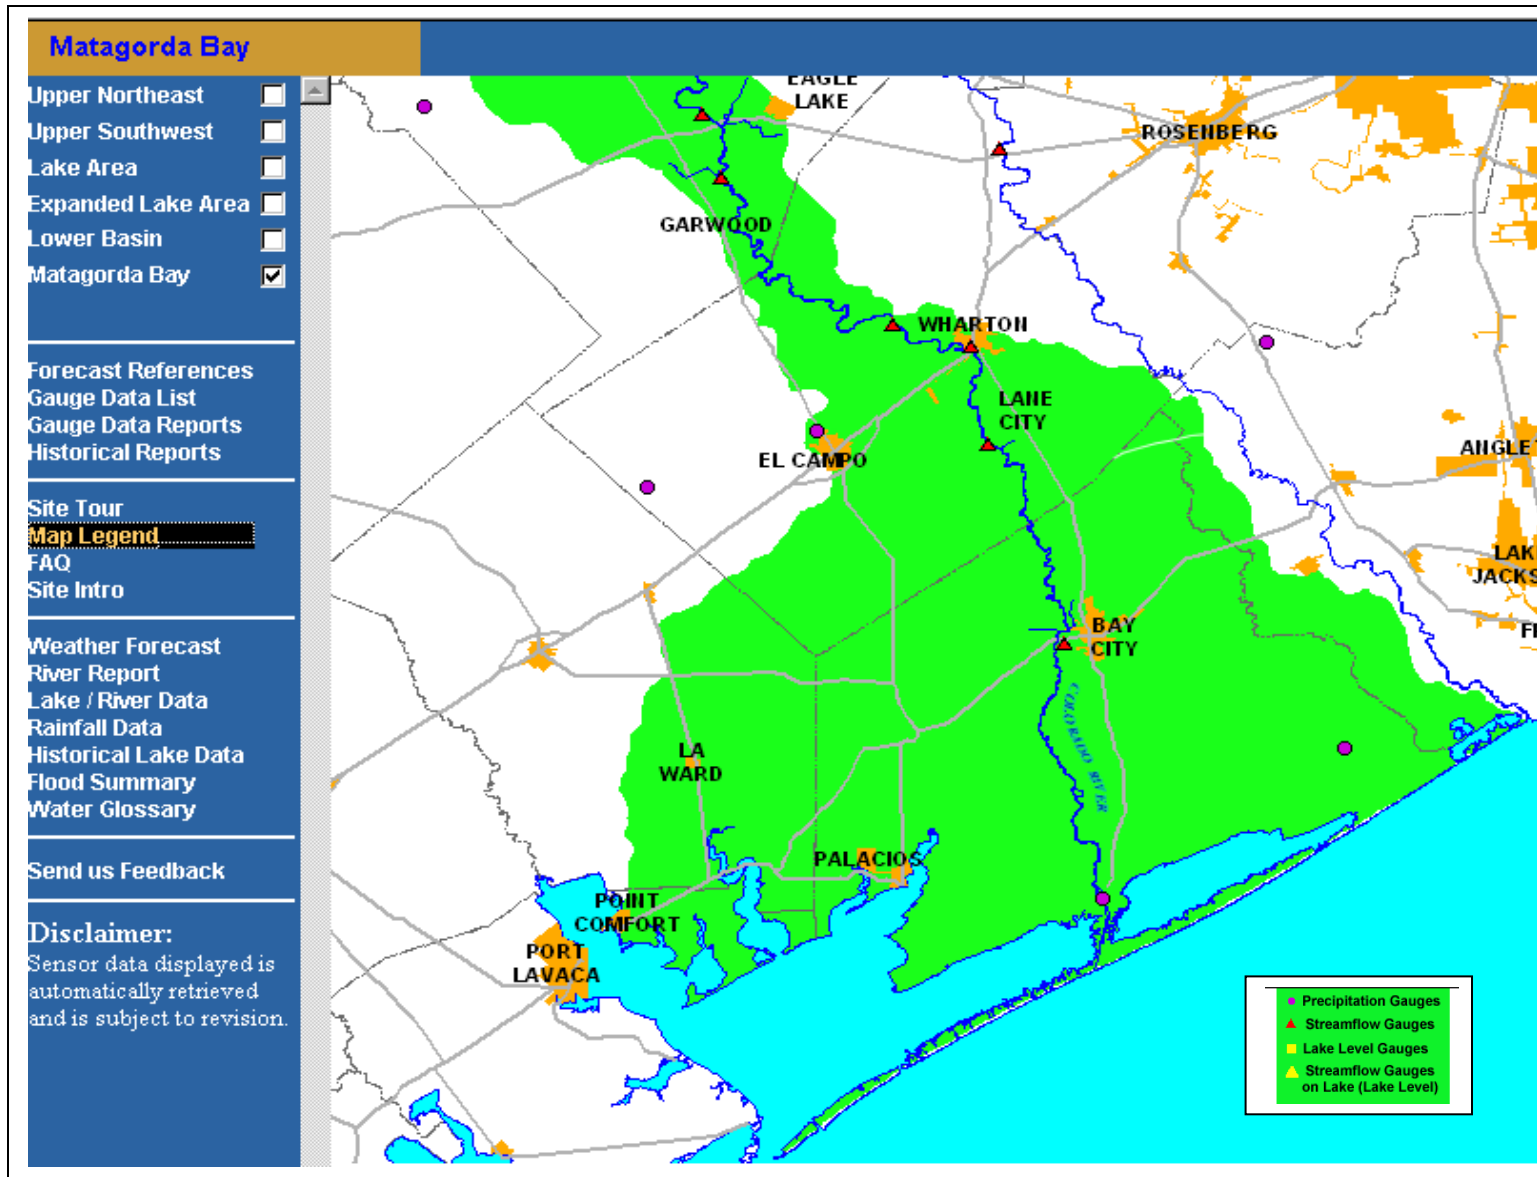 Matagorda Bay
Upper Northeast
Upper Southwest
Lake Area
Expanded Lake Area
Lower Basin
Matagorda Bay
Forecast References
Gauge Data List
Gauge Data Reports
Historical Reports
Site Tour
Map Legend
FAQ
Site Intro
Weather Forecast
River Report
Lake / River Data
Rainfall Data
Historical Lake Data
Flood Summary
Water Glossary
Send us Feedback
Disclaimer:
Sensor data displayed is
automatically retrieved
and is subject to revision.
EAGLE
LAKE
ROSENBERG
GARWOOD
WHARTON
LANE
CITY
EL CAMPO
ANGLE
LAK
JACKS
BAY
CITY
COLORADO RIVER
LA
WARD
PALACIOS
POINT
COMFORT
PORT
LAVACA
Precipitation Gauges
Streamflow Gauges
Lake Level Gauges
Streamflow Gauges
on Lake (Lake Level)